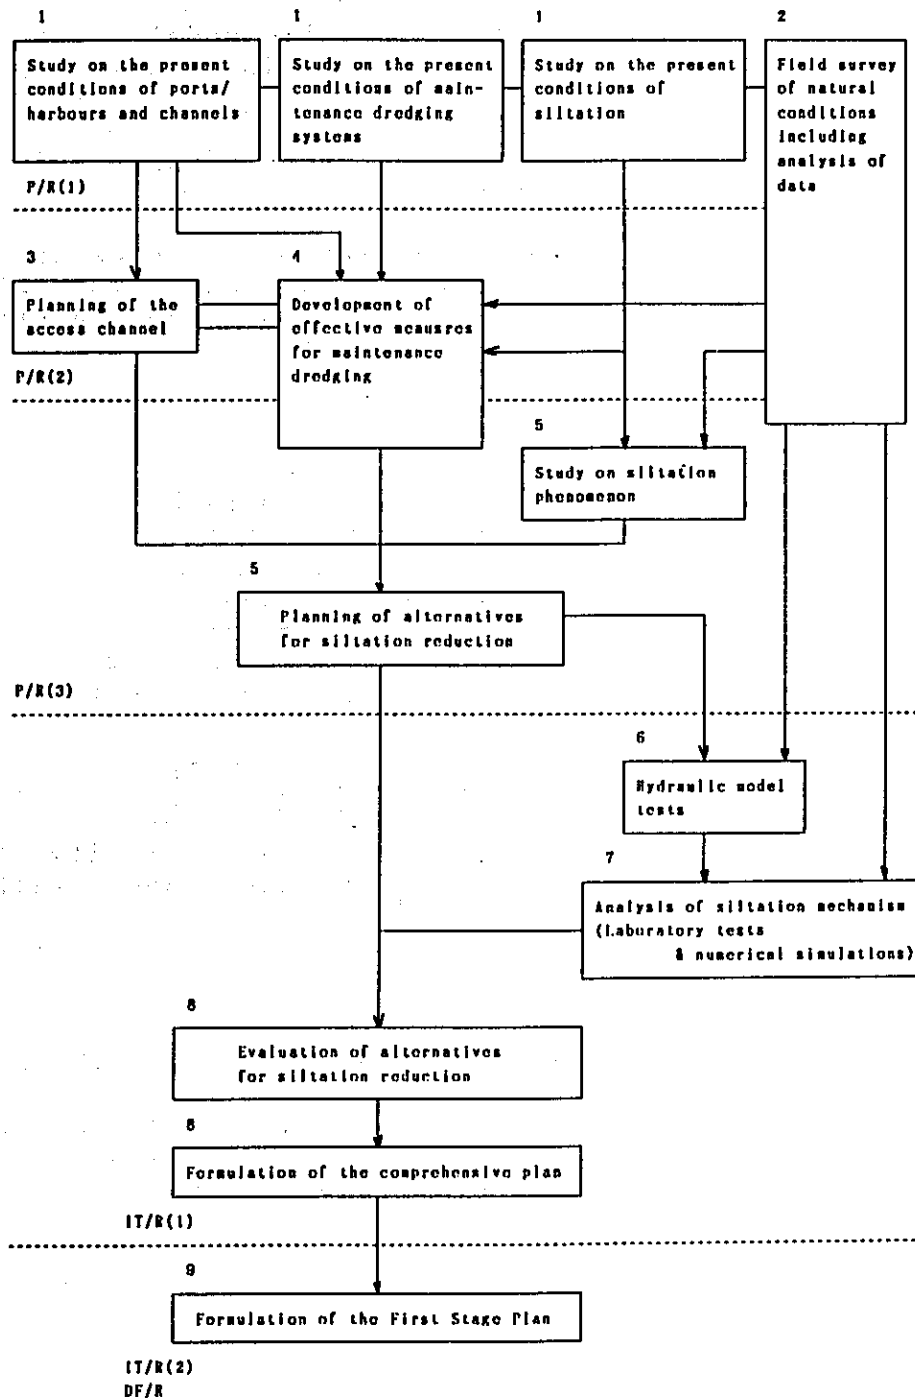 1
1
1
2
Study on the present
conditions of ports/
harbours and channels
Study on the present
conditions of main-
tenance dredging
systems
Study on the present
conditions of
siltation
Field survey
of natural
conditions
including
analysis of
data
P/R(1)
3
4
Planning of the
access channel
Development of
effective meausres
for maintenance
dredging
P/R(2)
5
Study on siltation
phenomenon
5
Planning of alternatives
for siltation reduction
P/R(3)
6
Hydraulic model
tests
7
Analysis of siltation mechanism
(Laboratory tests
& numerical simulations)
8
Evaluation of alternatives
for siltation reduction
8
Formulation of the comprehensive plan
IT/R(1)
9
Formulation of the First Stage Plan
IT/R(2)
DF/R